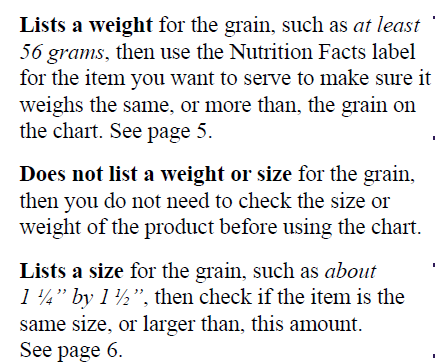 Lists a weight for the grain, such as at least
56 grams, then use the Nutrition Facts label
for the item you want to serve to make sure it
weighs the same, or more than, the grain on
the chart. See page 5.
Does not list a weight or size for the grain,
then you do not need to check the size or
weight of the product before using the chart.
Lists a size for the grain, such as about
1 ¼” by 1 ½”, then check if the item is the
same size, or larger than, this amount.
See page 6.